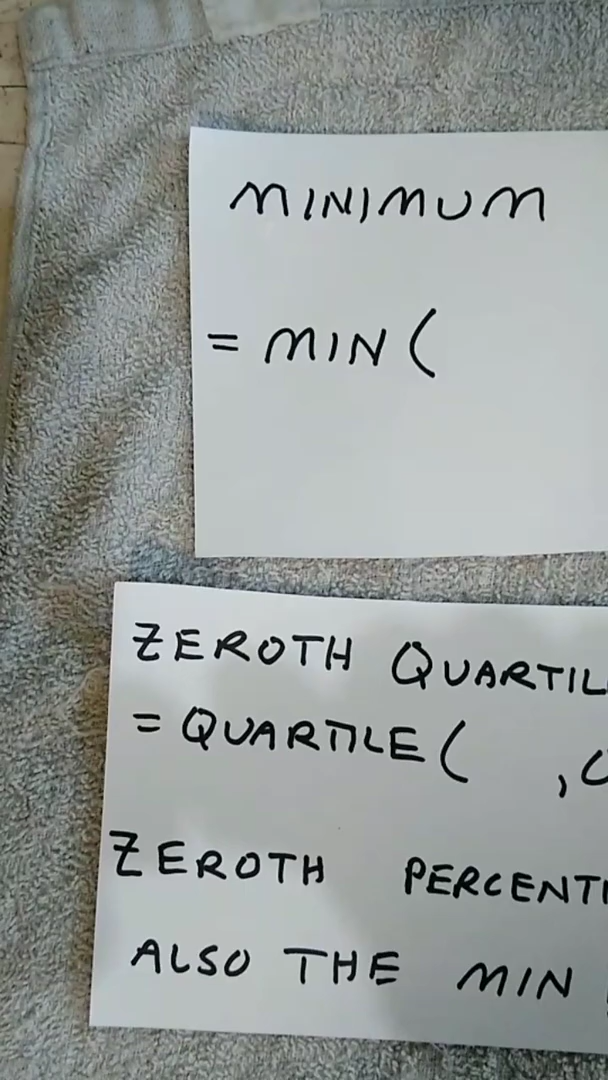 MINIMUM
= MIN (
ZEROTH QUARTIL
= QUARTILE ( ,
ZEROTH PERCENT
ALSO THE MIN